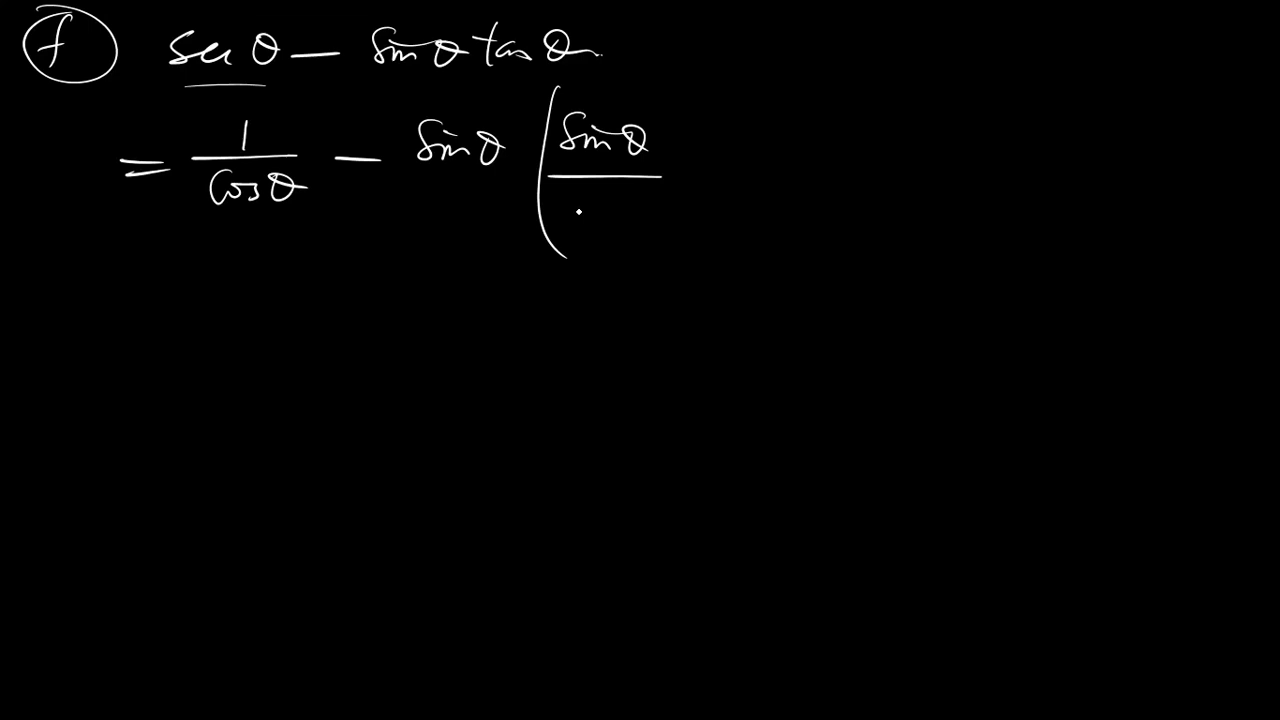 f sec θ − sin θ tan θ
= 1/cos θ − sin θ (sin θ/